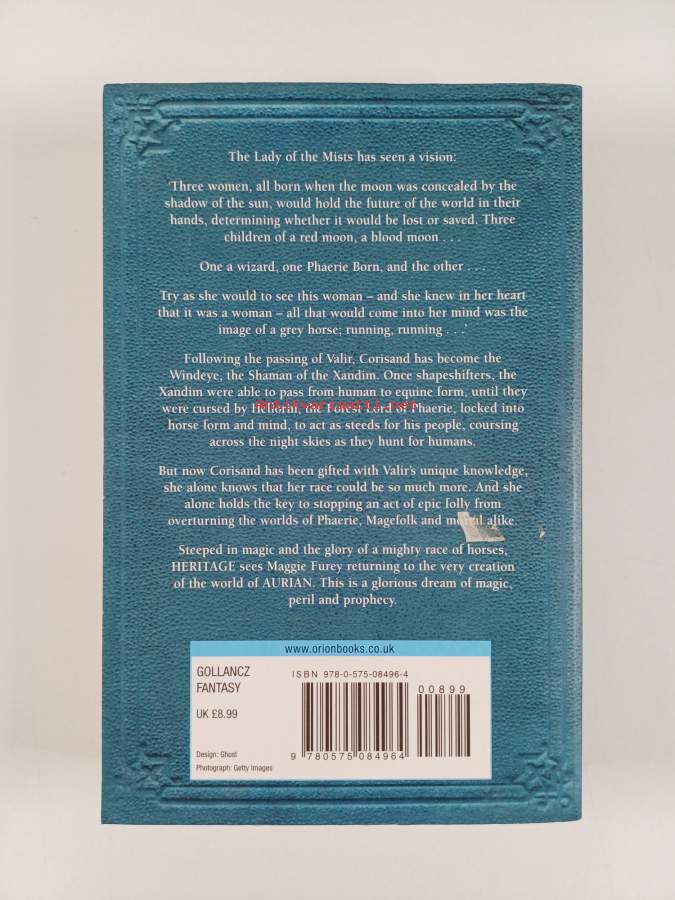 The Lady of the Mists has seen a vision:
'Three women, all born when the moon was concealed by the
shadow of the sun, would hold the future of the world in their
hands, determining whether it would be lost or saved. Three
children of a red moon, a blood moon . . .
One a wizard, one Phaerie Born, and the other . . .
Try as she would to see this woman – and she knew in her heart
that it was a woman – all that would come into her mind was the
image of a grey horse; running, running . . .'
Following the passing of Valir, Corisand has become the
Windeye, the Shaman of the Xandim. Once shapeshifters, the
Xandim were able to pass from human to equine form, until they
were cursed by the forest Lord of Phaerie, locked into
horse form and mind, to act as steeds for his people, coursing
across the night skies as they hunt for humans.
But now Corisand has been gifted with Valir's unique knowledge,
she alone knows that her race could be so much more. And she
alone holds the key to stopping an act of epic folly from
overturning the worlds of Phaerie, Magefolk and alike.
Steeped in magic and the glory of a mighty race of horses,
HERITAGE sees Maggie Furey returning to the very creation
of the world of AURIAN. This is a glorious dream of magic,
peril and prophecy.
www.orionbooks.co.uk
GOLLANCZ
FANTASY
UK £8.99
Design: Ghost
Photograph: Getty Images
ISBN 978-0-575-08496-4
00899
9 780575 084964